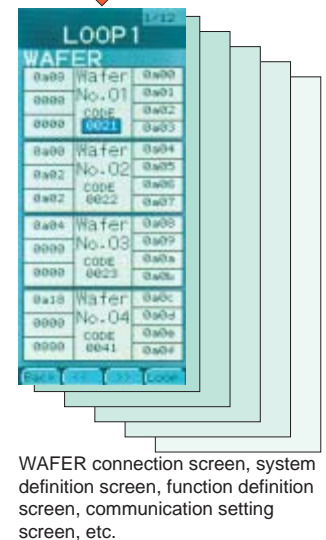 1/12
LOOP1
WAFER
0a00 Wafer 0a00
No.01 0a01
0000 CODE 0a02
0000 0021 0a03
0a00 Wafer 0a04
0a02 No.02 0a05
CODE 0a06
0a02 0022 0a07
0a04 Wafer 0a08
0000 No.03 0a09
CODE 0a0a
0000 0023 0a0b
0a18 Wafer 0a0c
0000 No.04 0a0d
CODE 0a0e
0000 0041 0a0f
Back << >> Loop
WAFER connection screen, system
definition screen, function definition
screen, communication setting
screen, etc.